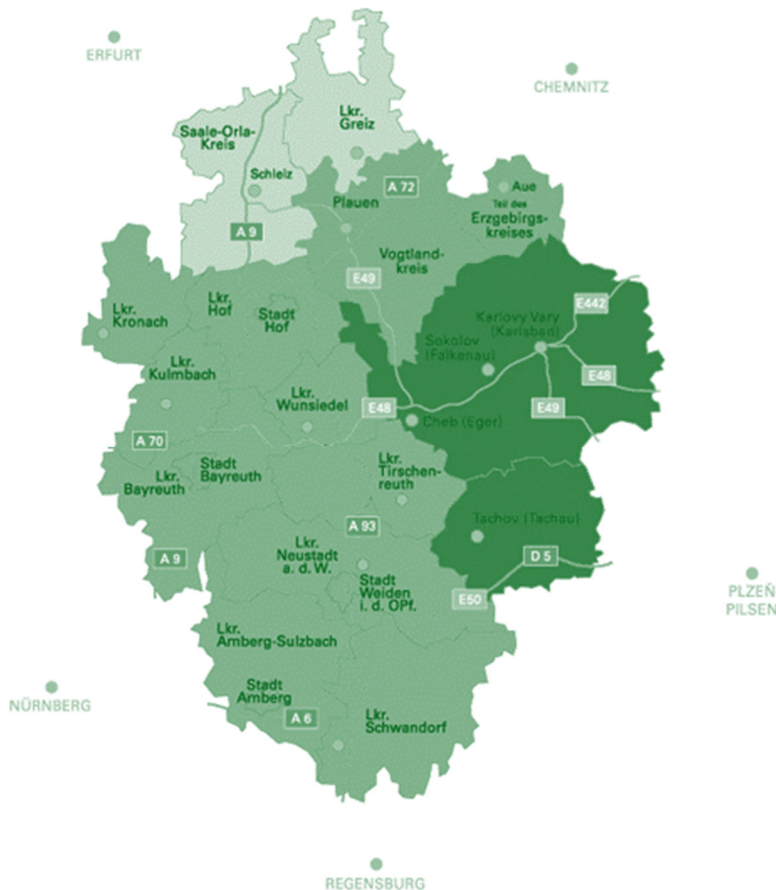 ERFURT
CHEMNITZ
Lkr.
Greiz
Saale-Orla-
Kreis
Schleiz
A 72
Aue
Teil des
Erzgebirgs-
kreises
Plauen
A 9
Vogtland-
kreis
E49
Lkr.
Hof
Stadt
Hof
Lkr.
Kronach
E442
Karlovy Vary
(Karlsbad)
Sokolov
(Falkenau)
Lkr.
Kulmbach
E48
Lkr.
Wunsiedel
E48
E49
Cheb (Eger)
A 70
Stadt
Bayreuth
Lkr.
Bayreuth
Lkr.
Tirschen-
reuth
Tachov (Tachau)
A 93
Lkr.
Neustadt
a. d. W.
A 9
D 5
Stadt
Weiden
i. d. OPf.
E50
PLZEŇ
PILSEN
Lkr.
Amberg-Sulzbach
Stadt
Amberg
NÜRNBERG
A 6
Lkr.
Schwandorf
REGENSBURG